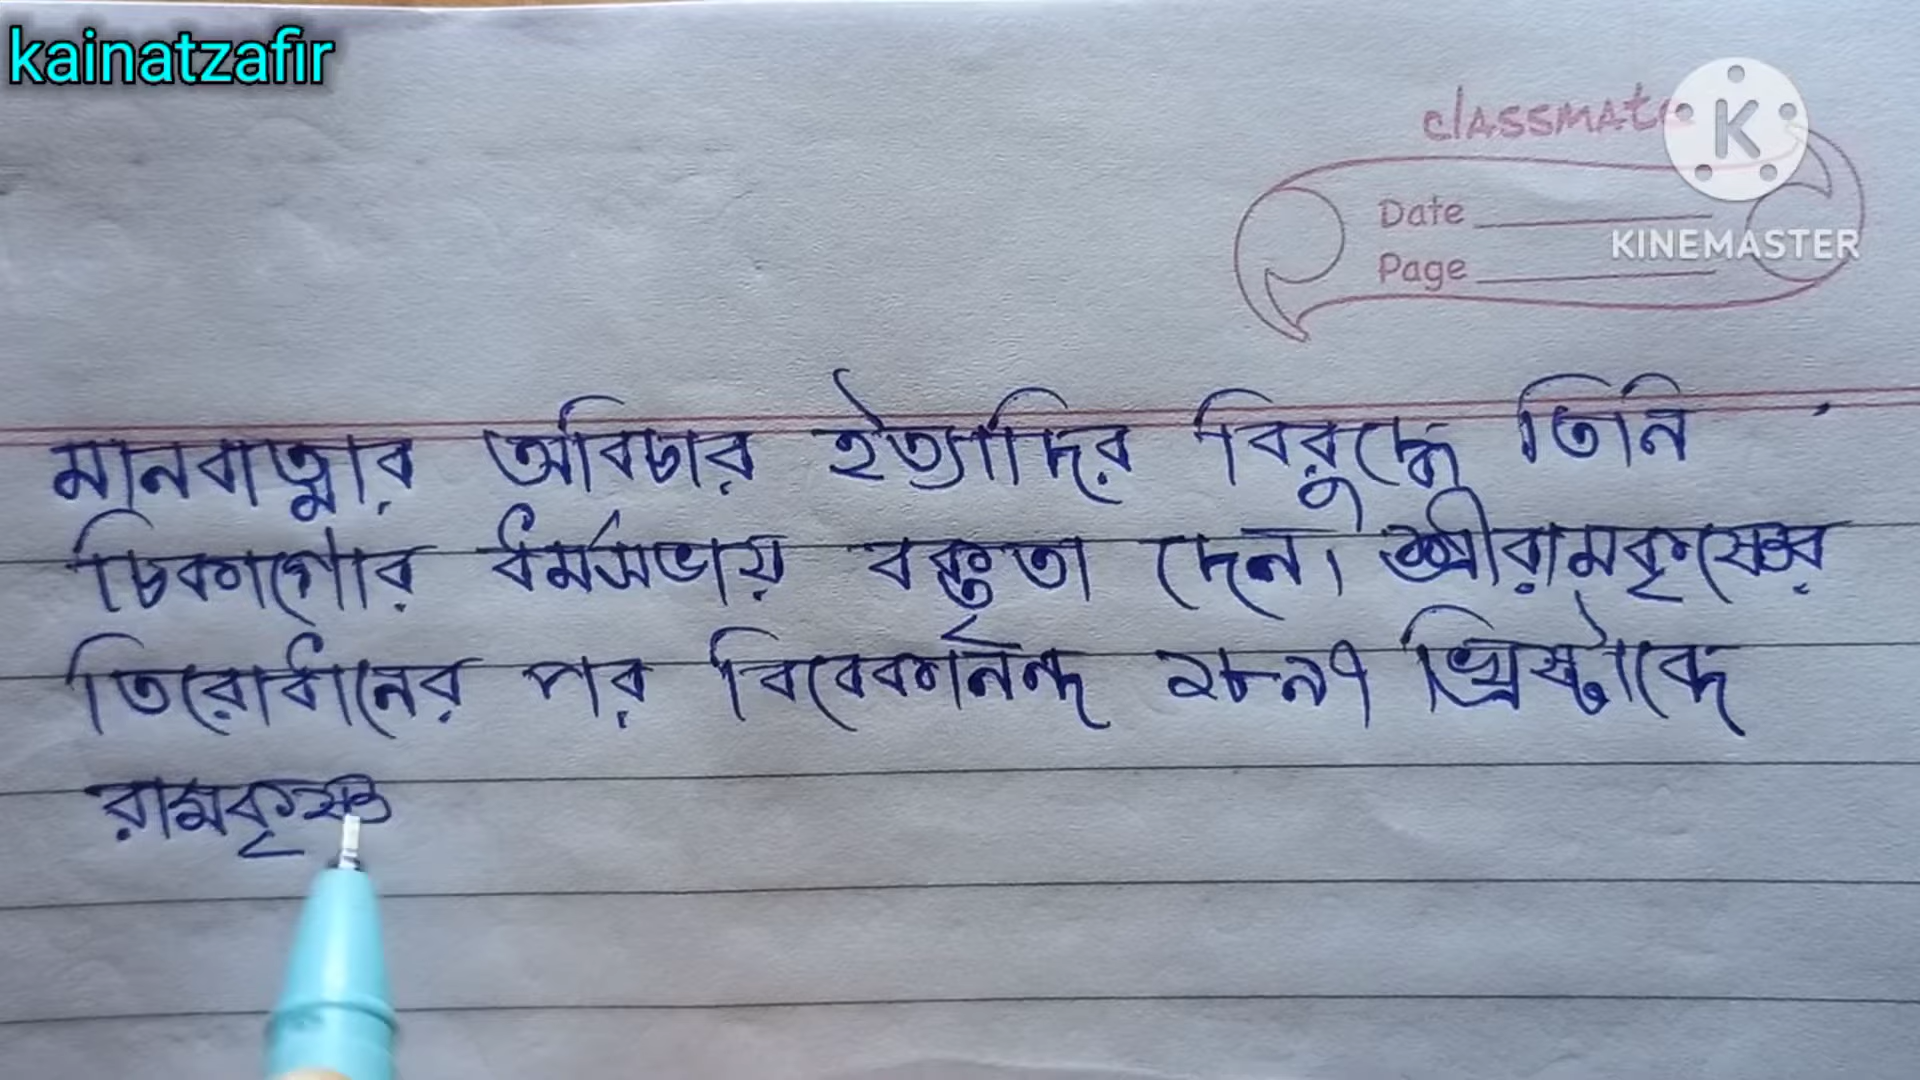 kainatzafir
classmate
Date
Page
KINEMASTER
মানবাত্মার অবিচার ইত্যাদির বিরুদ্ধে তিনি
চিকাগোর ধর্মসভায় বক্তৃতা দেন। শ্রীরামকৃষ্ণের
তিরোধানের পর বিবেকানন্দ ১৮৯৭ খ্রিস্টাব্দে
রামকৃষ্ণ